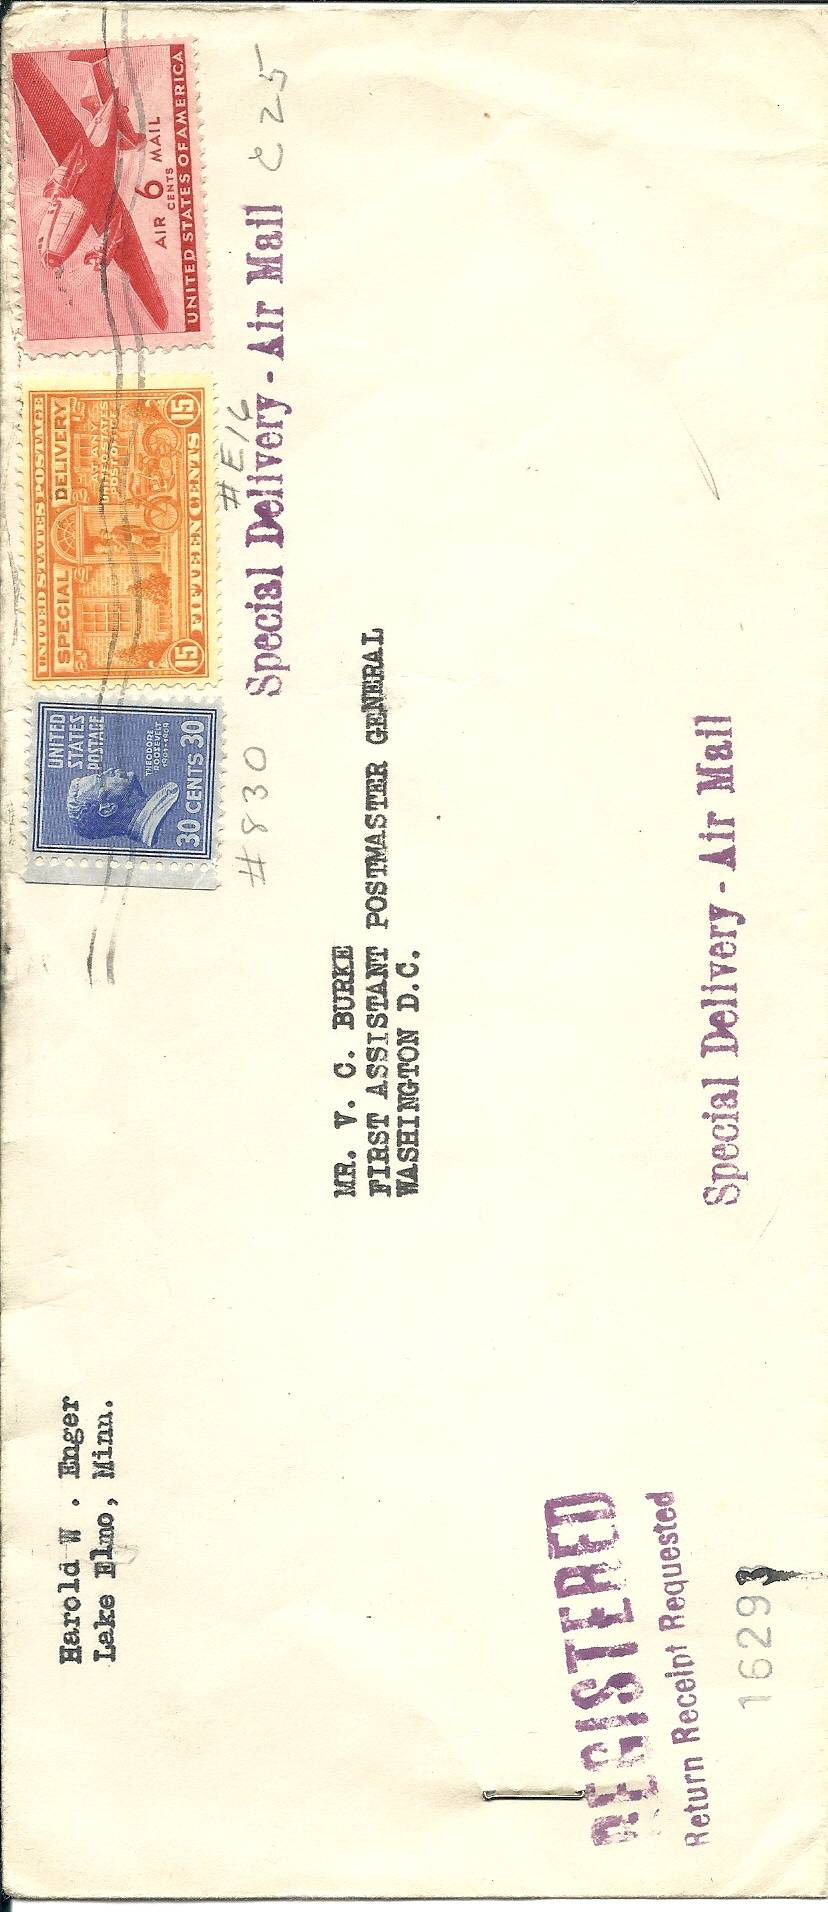 Harold W . Enger
Lake Elmo, Minn.
UNITED
STATES
POSTAGE
THEODORE
ROOSEVELT
1901-1909
30 CENTS 30
UNITED STATES POSTAGE
SPECIAL DELIVERY
AT ANY
UNITED STATES
POST OFFICE
15 FIFTEEN CENTS 15
AIR 6 MAIL
CENTS
UNITED STATES OF AMERICA
#830
#E16
C25
Special Delivery - Air Mail
MR. V. C. BURKE
FIRST ASSISTANT POSTMASTER GENERAL
WASHINGTON D.C.
REGISTERED
Return Receipt Requested
1629
Special Delivery - Air Mail